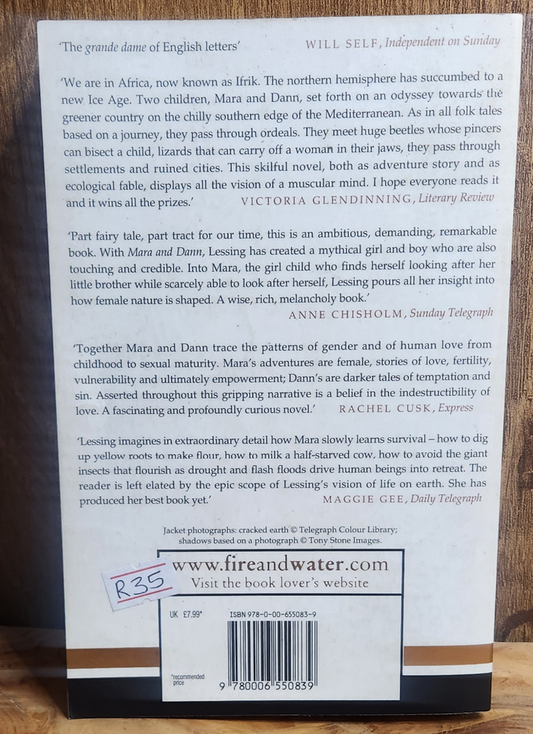 'The grande dame of English letters' WILL SELF, Independent on Sunday
'We are in Africa, now known as Ifrik. The northern hemisphere has succumbed to a
new Ice Age. Two children, Mara and Dann, set forth on an odyssey towards the
greener country on the chilly southern edge of the Mediterranean. As in all folk tales
based on a journey, they pass through ordeals. They meet huge beetles whose pincers
can bisect a child, lizards that can carry off a woman in their jaws, they pass through
settlements and ruined cities. This skilful novel, both as adventure story and as
ecological fable, displays all the vision of a muscular mind. I hope everyone reads it
and it wins all the prizes.' VICTORIA GLENDINNING, Literary Review
'Part fairy tale, part tract for our time, this is an ambitious, demanding, remarkable
book. With Mara and Dann, Lessing has created a mythical girl and boy who are also
touching and credible. Into Mara, the girl child who finds herself looking after her
little brother while scarcely able to look after herself, Lessing pours all her insight into
how female nature is shaped. A wise, rich, melancholy book.'
ANNE CHISHOLM, Sunday Telegraph
'Together Mara and Dann trace the patterns of gender and of human love from
childhood to sexual maturity. Mara's adventures are female, stories of love, fertility,
vulnerability and ultimately empowerment; Dann's are darker tales of temptation and
sin. Asserted throughout this gripping narrative is a belief in the indestructibility of
love. A fascinating and profoundly curious novel.' RACHEL CUSK, Express
'Lessing imagines in extraordinary detail how Mara slowly learns survival – how to dig
up yellow roots to make flour, how to milk a half-starved cow, how to avoid the giant
insects that flourish as drought and flash floods drive human beings into retreat. The
reader is left elated by the epic scope of Lessing's vision of life on earth. She has
produced her best book yet.' MAGGIE GEE, Daily Telegraph
Jacket photographs: cracked earth © Telegraph Colour Library;
shadows based on a photograph © Tony Stone Images.
www.fireandwater.com
Visit the book lover's website
R35
UK £7.99* ISBN 978-0-00-655083-9
*recommended
price
9 780006 550839